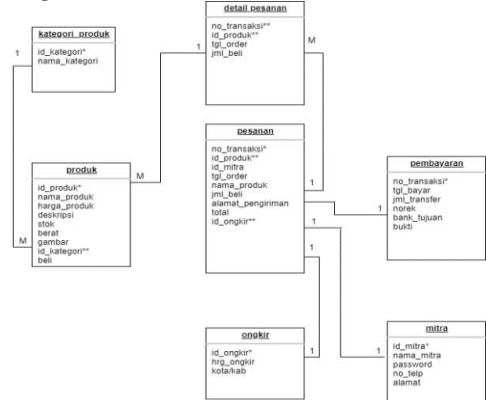 detail pesanan
no_transaksi**
id_produk**
tgl_order
jml_beli
kategori produk
id_kategori*
nama_kategori
1
1
M
produk
id_produk*
nama_produk
harga_produk
deskripsi
stok
berat
gambar
id_kategori**
beli
M
M
pesanan
no_transaksi*
id_produk**
id_mitra
tgl_order
nama_produk
jml_beli
alamat_pengiriman
total
id_ongkir**
1
1
1
pembayaran
no_transaksi*
tgl_bayar
jml_transfer
norek
bank_tujuan
bukti
1
ongkir
id_ongkir*
hrg_ongkir
kota/kab
1
mitra
id_mitra*
nama_mitra
password
no_telp
alamat
1